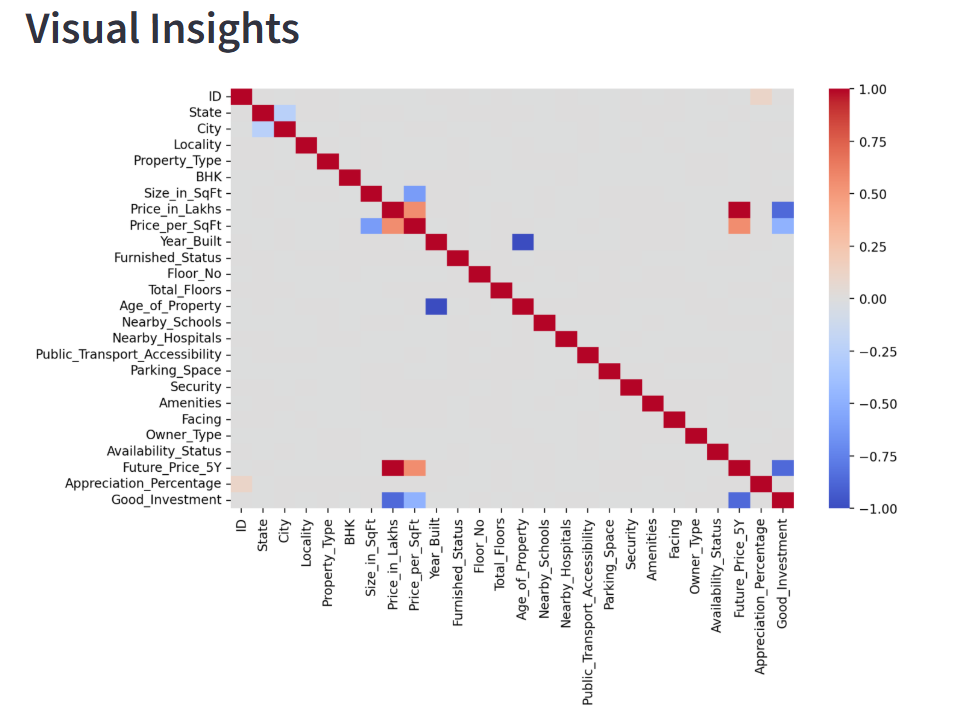 Visual Insights
ID
State
City
Locality
Property_Type
BHK
Size_in_SqFt
Price_in_Lakhs
Price_per_SqFt
Year_Built
Furnished_Status
Floor_No
Total_Floors
Age_of_Property
Nearby_Schools
Nearby_Hospitals
Public_Transport_Accessibility
Parking_Space
Security
Amenities
Facing
Owner_Type
Availability_Status
Future_Price_5Y
Appreciation_Percentage
Good_Investment
1.00
0.75
0.50
0.25
0.00
−0.25
−0.50
−0.75
−1.00
ID
State
City
Locality
Property_Type
BHK
Size_in_SqFt
Price_in_Lakhs
Price_per_SqFt
Year_Built
Furnished_Status
Floor_No
Total_Floors
Age_of_Property
Nearby_Schools
Nearby_Hospitals
Public_Transport_Accessibility
Parking_Space
Security
Amenities
Facing
Owner_Type
Availability_Status
Future_Price_5Y
Appreciation_Percentage
Good_Investment